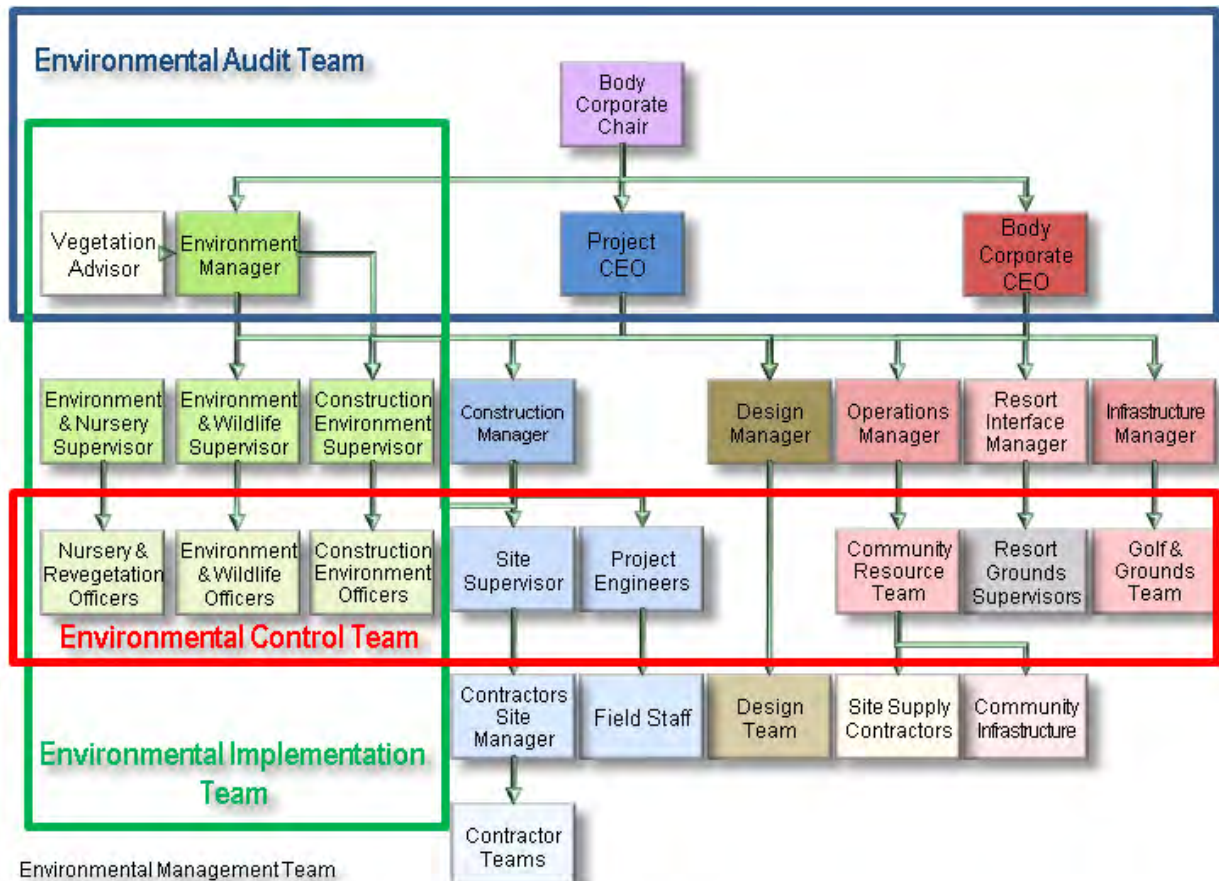 Environmental Audit Team
Body
Corporate
Chair
Vegetation
Advisor
Environment
Manager
Project
CEO
Body
Corporate
CEO
Environment
& Nursery
Supervisor
Environment
& Wildlife
Supervisor
Construction
Environment
Supervisor
Construction
Manager
Design
Manager
Operations
Manager
Resort
Interface
Manager
Infrastructure
Manager
Nursery &
Revegetation
Officers
Environment
& Wildlife
Officers
Construction
Environment
Officers
Site
Supervisor
Project
Engineers
Community
Resource
Team
Resort
Grounds
Supervisors
Golf &
Grounds
Team
Environmental Control Team
Contractors
Site
Manager
Field Staff
Design
Team
Site Supply
Contractors
Community
Infrastructure
Environmental Implementation
Team
Contractor
Teams
Environmental Management Team